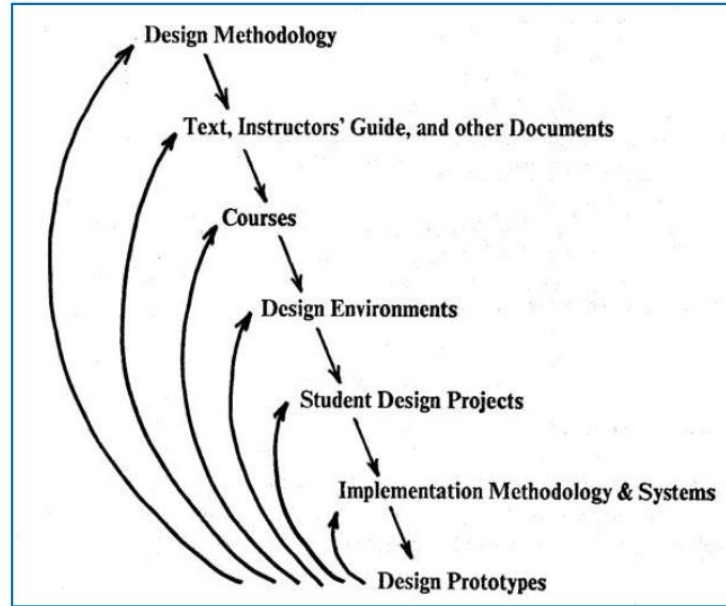 Design Methodology
Text, Instructors' Guide, and other Documents
Courses
Design Environments
Student Design Projects
Implementation Methodology & Systems
Design Prototypes